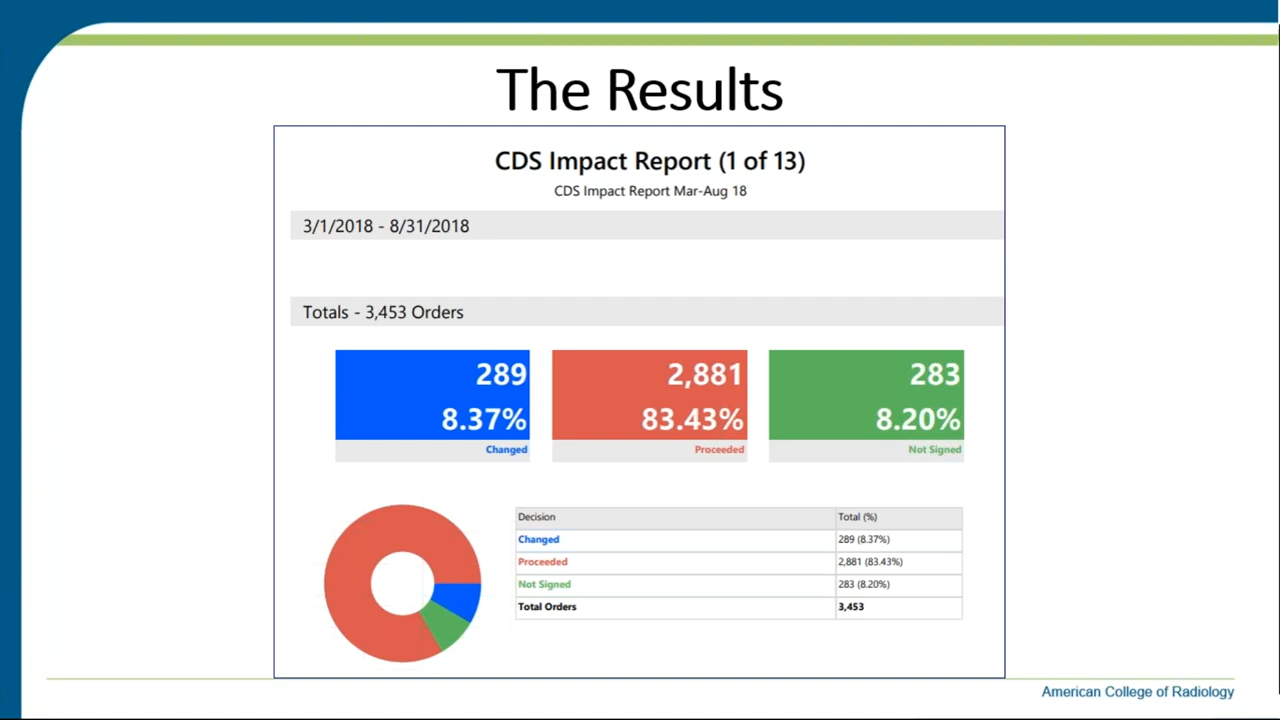 The Results
CDS Impact Report (1 of 13)
CDS Impact Report Mar-Aug 18
3/1/2018 - 8/31/2018
Totals - 3,453 Orders
289
8.37%
Changed
2,881
83.43%
Proceeded
283
8.20%
Not Signed
Decision Total (%)
Changed 289 (8.37%)
Proceeded 2,881 (83.43%)
Not Signed 283 (8.20%)
Total Orders 3,453
American College of Radiology